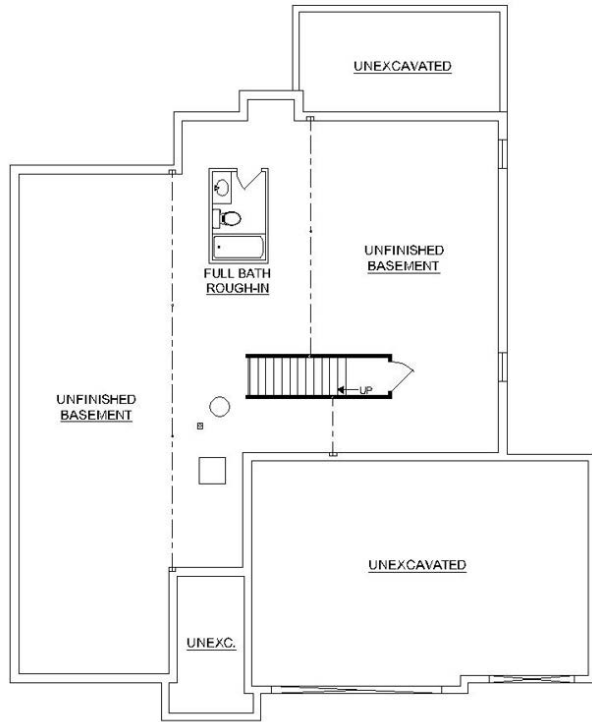 UNEXCAVATED
UNFINISHED
BASEMENT
FULL BATH
ROUGH-IN
UP
UNFINISHED
BASEMENT
UNEXCAVATED
UNEXC.